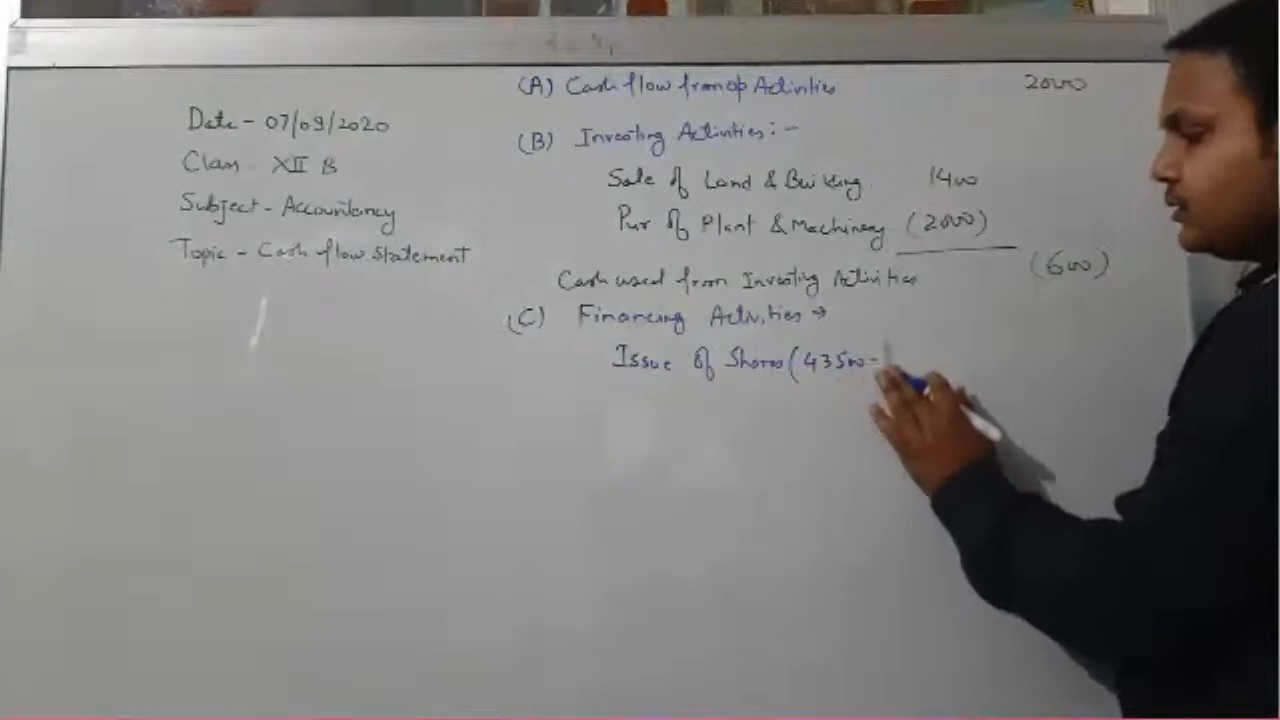 Date - 07/09/2020
Class XII B
Subject - Accountancy
Topic - Cash flow Statement
(A) Cash flow from op Activities 2000
(B) Investing Activities : -
Sale of Land & Building 1400
Pur of Plant & Machinery (2000)
Cash used from Investing Activities (600)
(C) Financing Activities →
Issue of Shares (43500 -